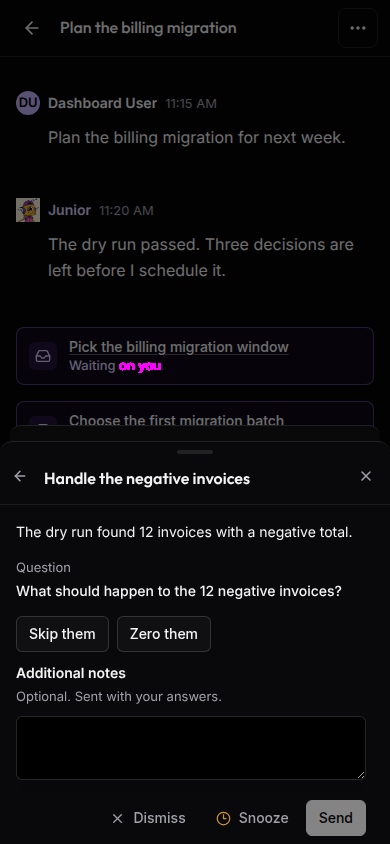 Plan the billing migration
DU Dashboard User 11:15 AM
Plan the billing migration for next week.
Junior 11:20 AM
The dry run passed. Three decisions are
left before I schedule it.
Pick the billing migration window
Waiting on you
Choose the first migration batch
Handle the negative invoices
The dry run found 12 invoices with a negative total.
Question
What should happen to the 12 negative invoices?
Skip them Zero them
Additional notes
Optional. Sent with your answers.
Dismiss Snooze Send